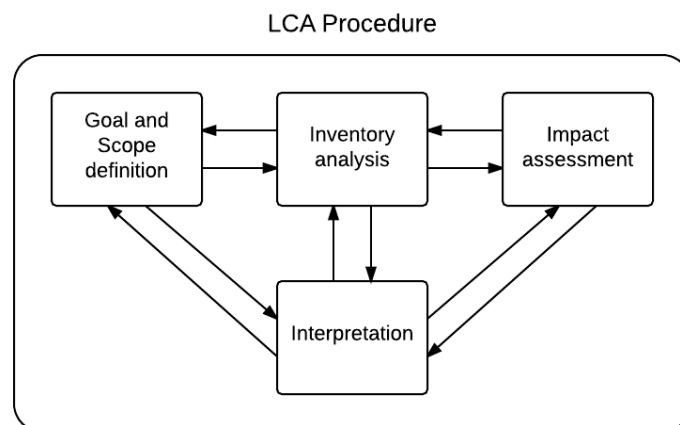 LCA Procedure
Goal and
Scope
definition
Inventory
analysis
Impact
assessment
Interpretation